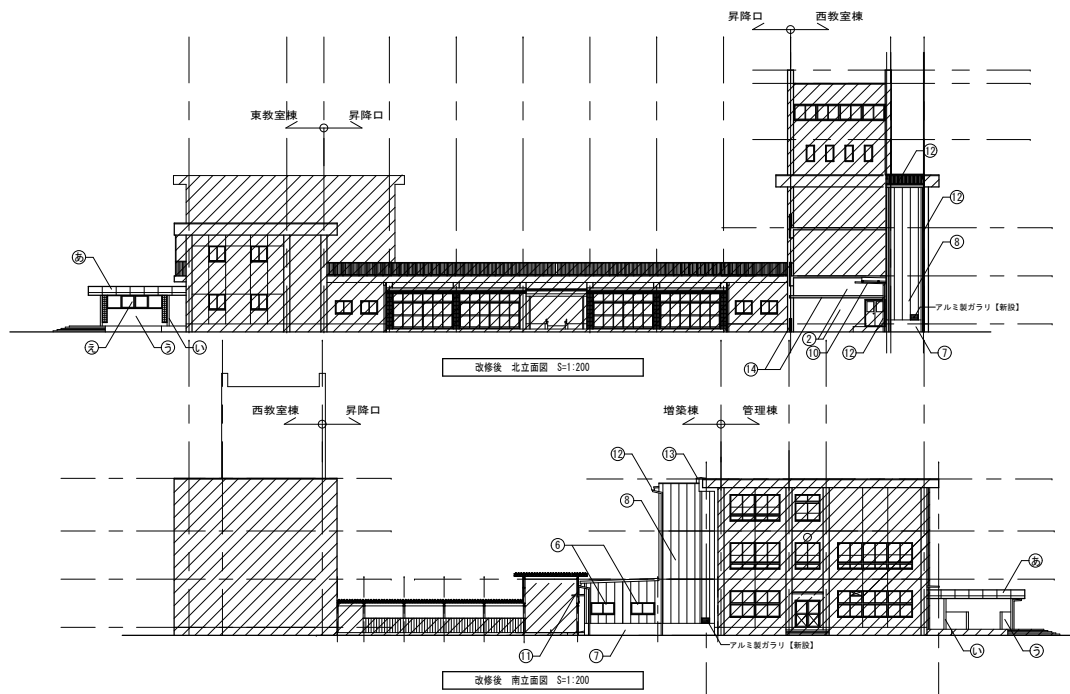 昇降口 西教室棟
東教室棟 昇降口
12
12
あ
8
アルミ製ガラリ【新設】
え う い
2
10 12 7
14
改修後 北立面図 S=1:200
西教室棟 昇降口
増築棟 管理棟
12 13
8
6
あ
11 7
アルミ製ガラリ【新設】
い う
改修後 南立面図 S=1:200